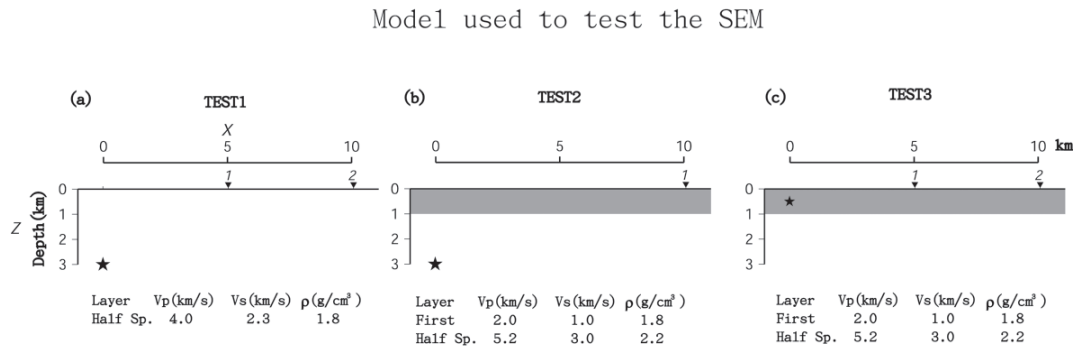 Model used to test the SEM
(a) TEST1
X
0 5 10
1 2
0
1
2
3
Z
Depth(km)
Layer Vp(km/s) Vs(km/s) ρ(g/cm³)
Half Sp. 4.0 2.3 1.8
(b) TEST2
0 5 10
1
0
1
2
3
Layer Vp(km/s) Vs(km/s) ρ(g/cm³)
First 2.0 1.0 1.8
Half Sp. 5.2 3.0 2.2
(c) TEST3
0 5 10 km
1 2
0
1
2
3
Layer Vp(km/s) Vs(km/s) ρ(g/cm³)
First 2.0 1.0 1.8
Half Sp. 5.2 3.0 2.2